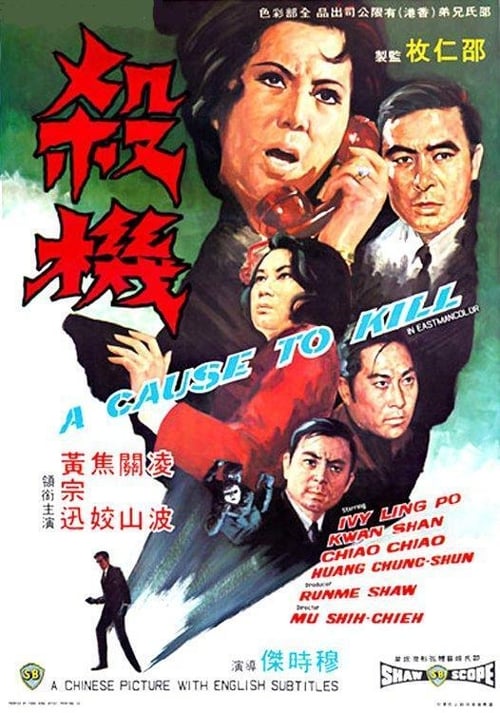 邵氏兄弟(香港)有限公司出品 全部彩色
邵仁枚 監製
殺機
A CAUSE TO KILL
IN EASTMANCOLOR
領銜主演
凌波
關山
焦姣
黃宗迅
Starring
IVY LING PO
KWAN SHAN
CHIAO CHIAO
HUANG CHUNG-SHUN
Producer
RUNME SHAW
Director
MU SHIH-CHIEH
穆時傑 導演
SB
A CHINESE PICTURE WITH ENGLISH SUBTITLES
SHAW SB SCOPE